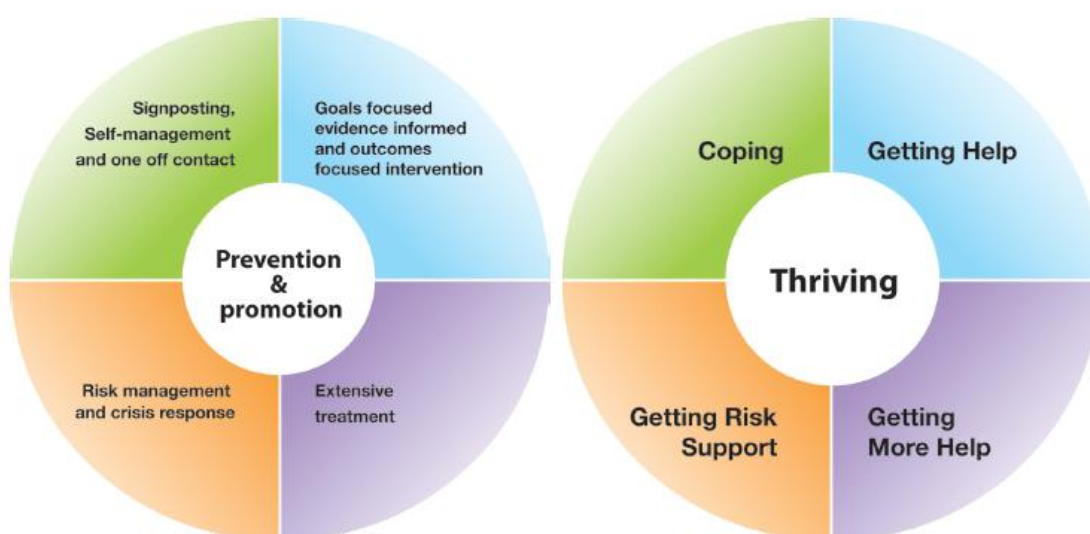 Signposting,
Self-management
and one off contact
Goals focused
evidence informed
and outcomes
focused intervention
Prevention
&
promotion
Risk management
and crisis response
Extensive
treatment
Coping
Getting Help
Thriving
Getting Risk
Support
Getting
More Help